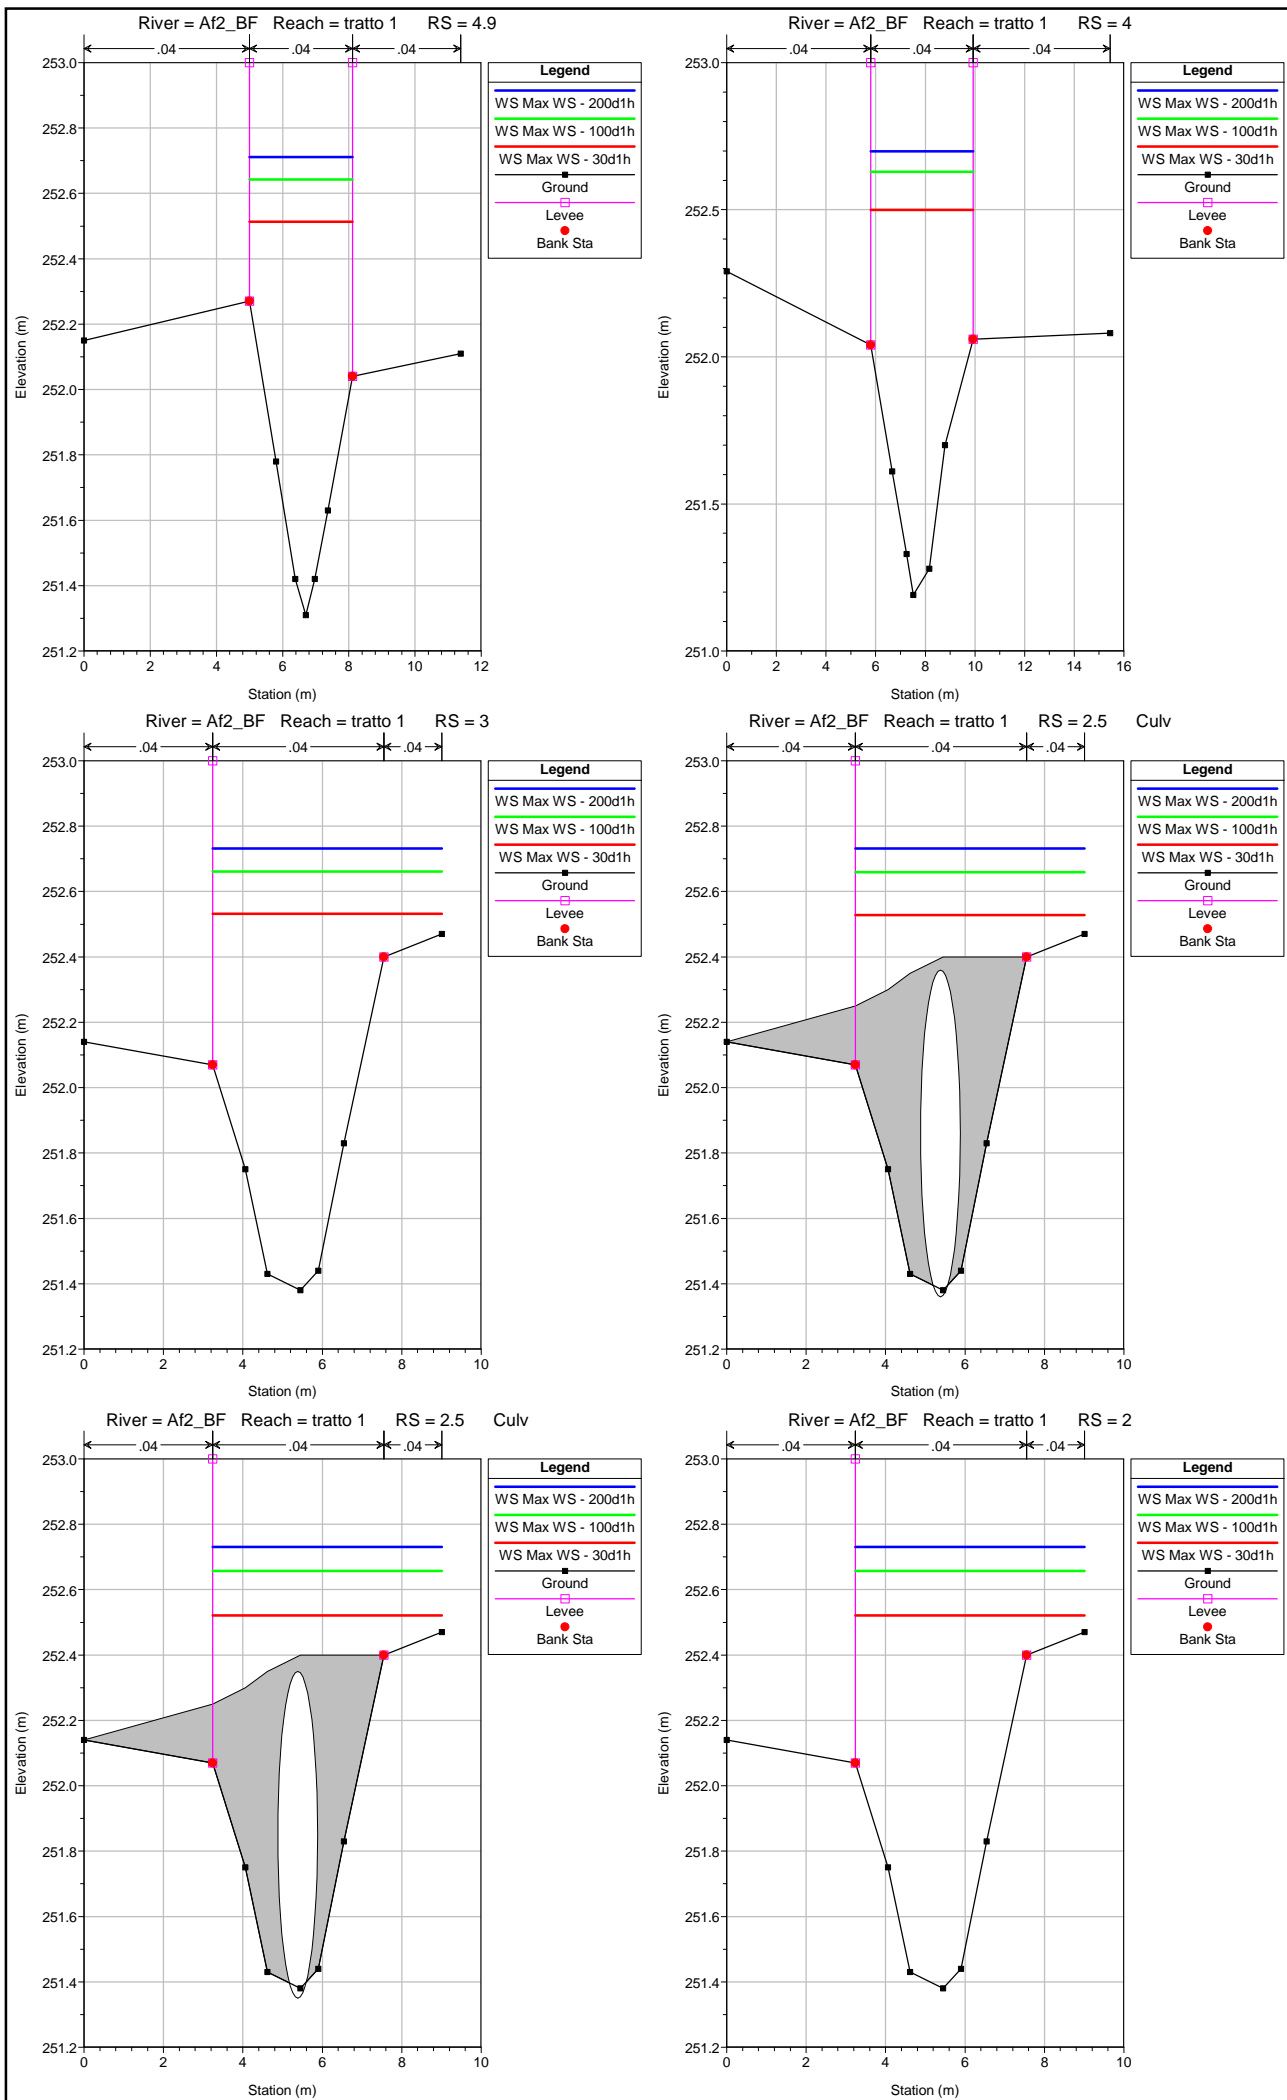 River = Af2_BF Reach = tratto 1 RS = 4.9
.04 .04 .04
253.0
252.8
252.6
252.4
252.2
252.0
251.8
251.6
251.4
251.2
Elevation (m)
0 2 4 6 8 10 12
Station (m)
Legend
WS Max WS - 200d1h
WS Max WS - 100d1h
WS Max WS - 30d1h
Ground
Levee
Bank Sta
River = Af2_BF Reach = tratto 1 RS = 4
.04 .04 .04
253.0
252.5
252.0
251.5
251.0
Elevation (m)
0 2 4 6 8 10 12 14 16
Station (m)
Legend
WS Max WS - 200d1h
WS Max WS - 100d1h
WS Max WS - 30d1h
Ground
Levee
Bank Sta
River = Af2_BF Reach = tratto 1 RS = 3
.04 .04 .04
253.0
252.8
252.6
252.4
252.2
252.0
251.8
251.6
251.4
251.2
Elevation (m)
0 2 4 6 8 10
Station (m)
Legend
WS Max WS - 200d1h
WS Max WS - 100d1h
WS Max WS - 30d1h
Ground
Levee
Bank Sta
River = Af2_BF Reach = tratto 1 RS = 2.5 Culv
.04 .04 .04
253.0
252.8
252.6
252.4
252.2
252.0
251.8
251.6
251.4
251.2
Elevation (m)
0 2 4 6 8 10
Station (m)
Legend
WS Max WS - 200d1h
WS Max WS - 100d1h
WS Max WS - 30d1h
Ground
Levee
Bank Sta
River = Af2_BF Reach = tratto 1 RS = 2.5 Culv
.04 .04 .04
253.0
252.8
252.6
252.4
252.2
252.0
251.8
251.6
251.4
251.2
Elevation (m)
0 2 4 6 8 10
Station (m)
Legend
WS Max WS - 200d1h
WS Max WS - 100d1h
WS Max WS - 30d1h
Ground
Levee
Bank Sta
River = Af2_BF Reach = tratto 1 RS = 2
.04 .04 .04
253.0
252.8
252.6
252.4
252.2
252.0
251.8
251.6
251.4
251.2
Elevation (m)
0 2 4 6 8 10
Station (m)
Legend
WS Max WS - 200d1h
WS Max WS - 100d1h
WS Max WS - 30d1h
Ground
Levee
Bank Sta